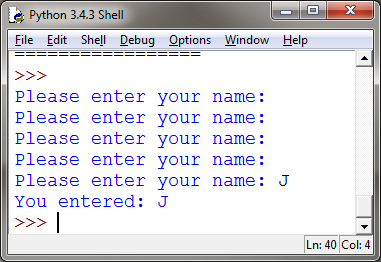 Python 3.4.3 Shell
File Edit Shell Debug Options Window Help
=================
>>>
Please enter your name:
Please enter your name:
Please enter your name:
Please enter your name:
Please enter your name: J
You entered: J
>>>
Ln: 40 Col: 4